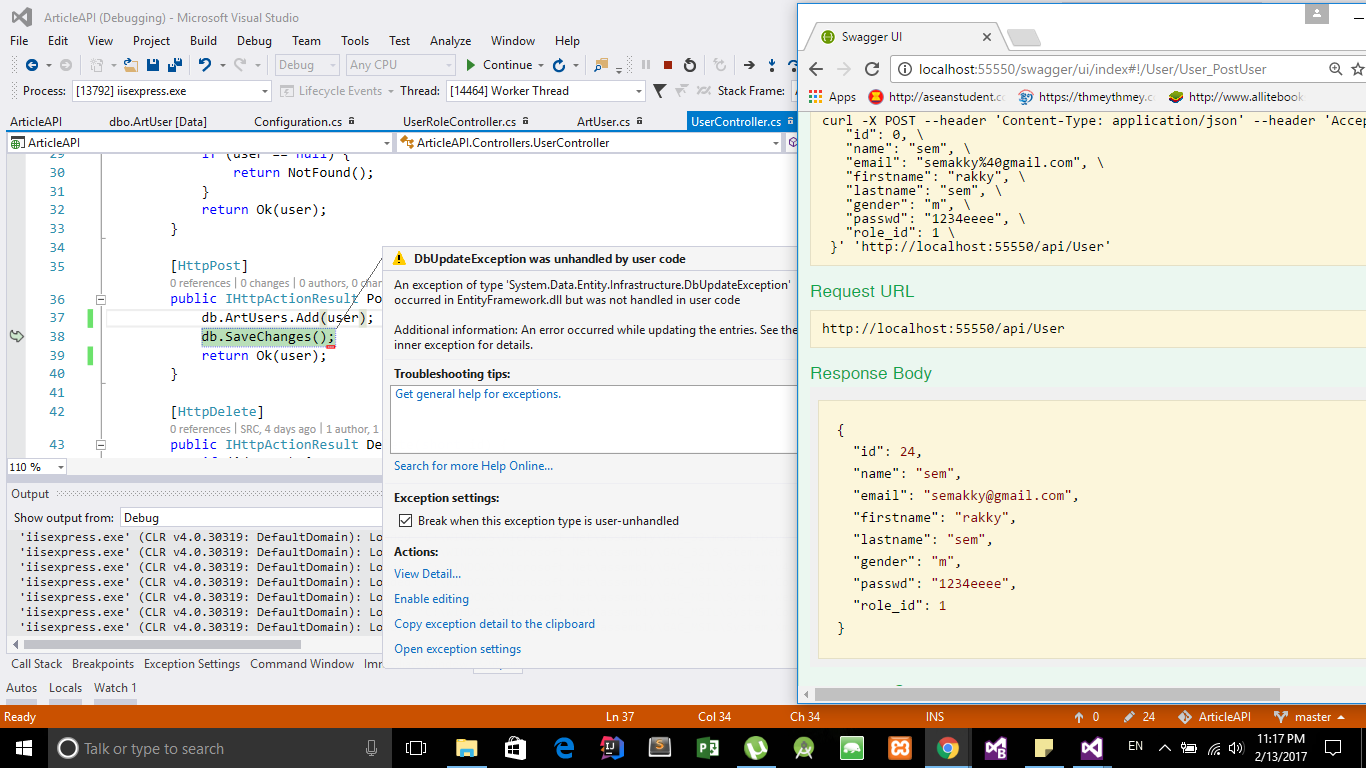 ArticleAPI (Debugging) - Microsoft Visual Studio
File Edit View Project Build Debug Team Tools Test Analyze Window Help
Debug Any CPU Continue
Process: [13792] iisexpress.exe Lifecycle Events Thread: [14464] Worker Thread Stack Frame:
ArticleAPI dbo.ArtUser [Data] Configuration.cs UserRoleController.cs ArtUser.cs UserController.cs
ArticleAPI ArticleAPI.Controllers.UserController
29 if (user == null) {
30 return NotFound();
31 }
32 return Ok(user);
33 }
34
35 [HttpPost]
0 references | 0 changes | 0 authors, 0 chan
36 public IHttpActionResult Po
37 db.ArtUsers.Add(user);
38 db.SaveChanges();
39 return Ok(user);
40 }
41
42 [HttpDelete]
0 references | SRC, 4 days ago | 1 author, 1
43 public IHttpActionResult De
110 %
DbUpdateException was unhandled by user code
An exception of type 'System.Data.Entity.Infrastructure.DbUpdateException'
occurred in EntityFramework.dll but was not handled in user code
Additional information: An error occurred while updating the entries. See the
inner exception for details.
Troubleshooting tips:
Get general help for exceptions.
Search for more Help Online...
Exception settings:
Break when this exception type is user-unhandled
Actions:
View Detail...
Enable editing
Copy exception detail to the clipboard
Open exception settings
Output
Show output from: Debug
'iisexpress.exe' (CLR v4.0.30319: DefaultDomain): Lo
'iisexpress.exe' (CLR v4.0.30319: DefaultDomain): Lo
'iisexpress.exe' (CLR v4.0.30319: DefaultDomain): Lo
'iisexpress.exe' (CLR v4.0.30319: DefaultDomain): Lo
'iisexpress.exe' (CLR v4.0.30319: DefaultDomain): Lo
'iisexpress.exe' (CLR v4.0.30319: DefaultDomain): Lo
'iisexpress.exe' (CLR v4.0.30319: DefaultDomain): Lo
Call Stack Breakpoints Exception Settings Command Window Imr
Autos Locals Watch 1
Swagger UI
localhost:55550/swagger/ui/index#!/User/User_PostUser
Apps http://aseanstudent.c https://thmeythmey.c http://www.allitebook
curl -X POST --header 'Content-Type: application/json' --header 'Accep
"id": 0, \
"name": "sem", \
"email": "semakky%40gmail.com", \
"firstname": "rakky", \
"lastname": "sem", \
"gender": "m", \
"passwd": "1234eeee", \
"role_id": 1 \
}' 'http://localhost:55550/api/User'
Request URL
http://localhost:55550/api/User
Response Body
{
"id": 24,
"name": "sem",
"email": "semakky@gmail.com",
"firstname": "rakky",
"lastname": "sem",
"gender": "m",
"passwd": "1234eeee",
"role_id": 1
}
Ready Ln 37 Col 34 Ch 34 INS 0 24 ArticleAPI master
Talk or type to search EN 11:17 PM
2/13/2017